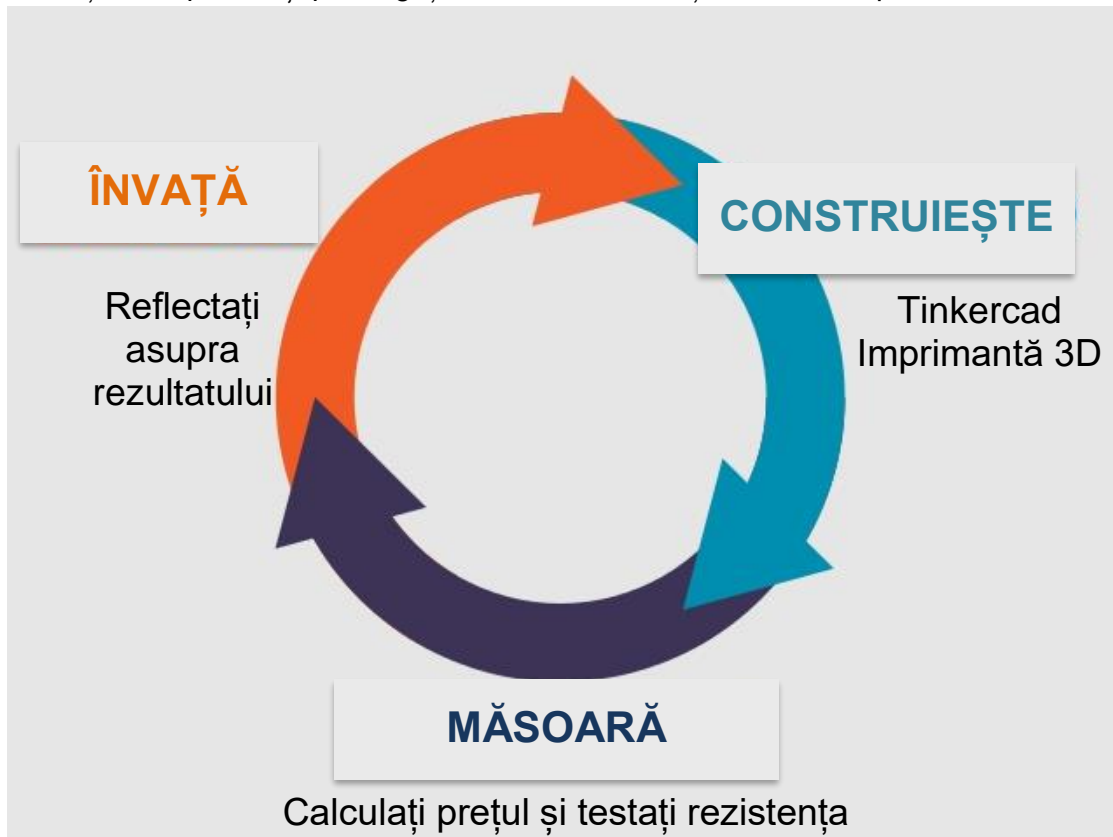 ÎNVAȚĂ
Reflectați
asupra
rezultatului
CONSTRUIEȘTE
Tinkercad
Imprimantă 3D
MĂSOARĂ
Calculați prețul și testați rezistența